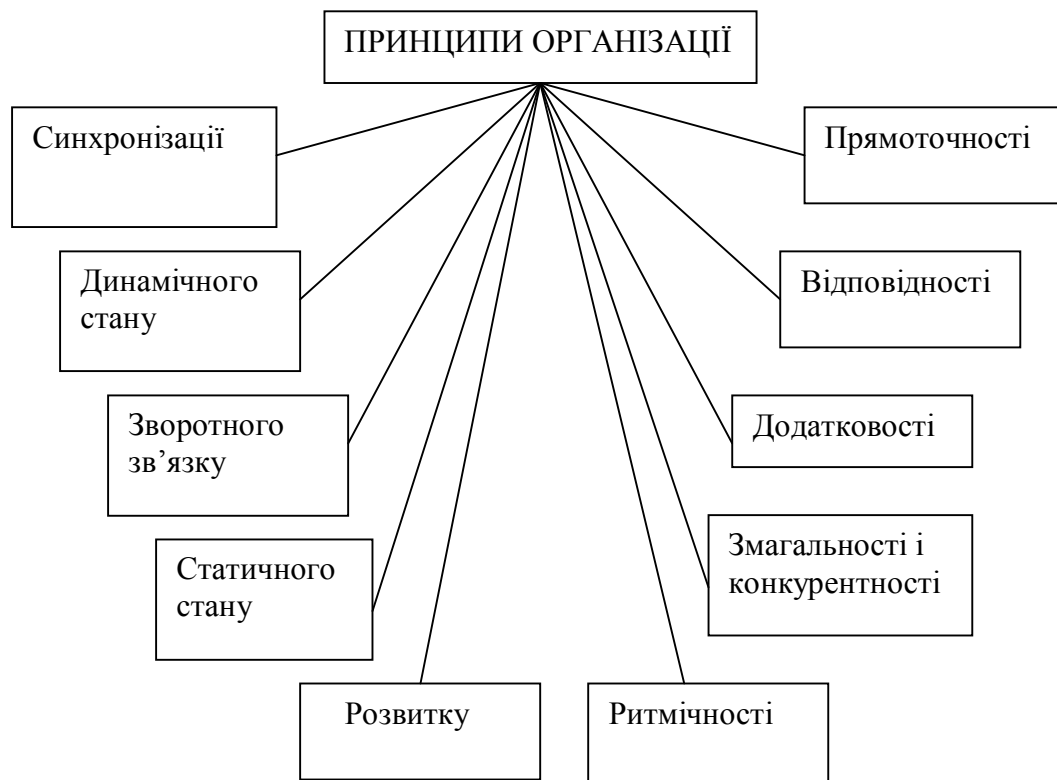 ПРИНЦИПИ ОРГАНІЗАЦІЇ
Синхронізації
Прямоточності
Динамічного
стану
Відповідності
Зворотного
зв’язку
Додатковості
Змагальності і
конкурентності
Статичного
стану
Розвитку
Ритмічності